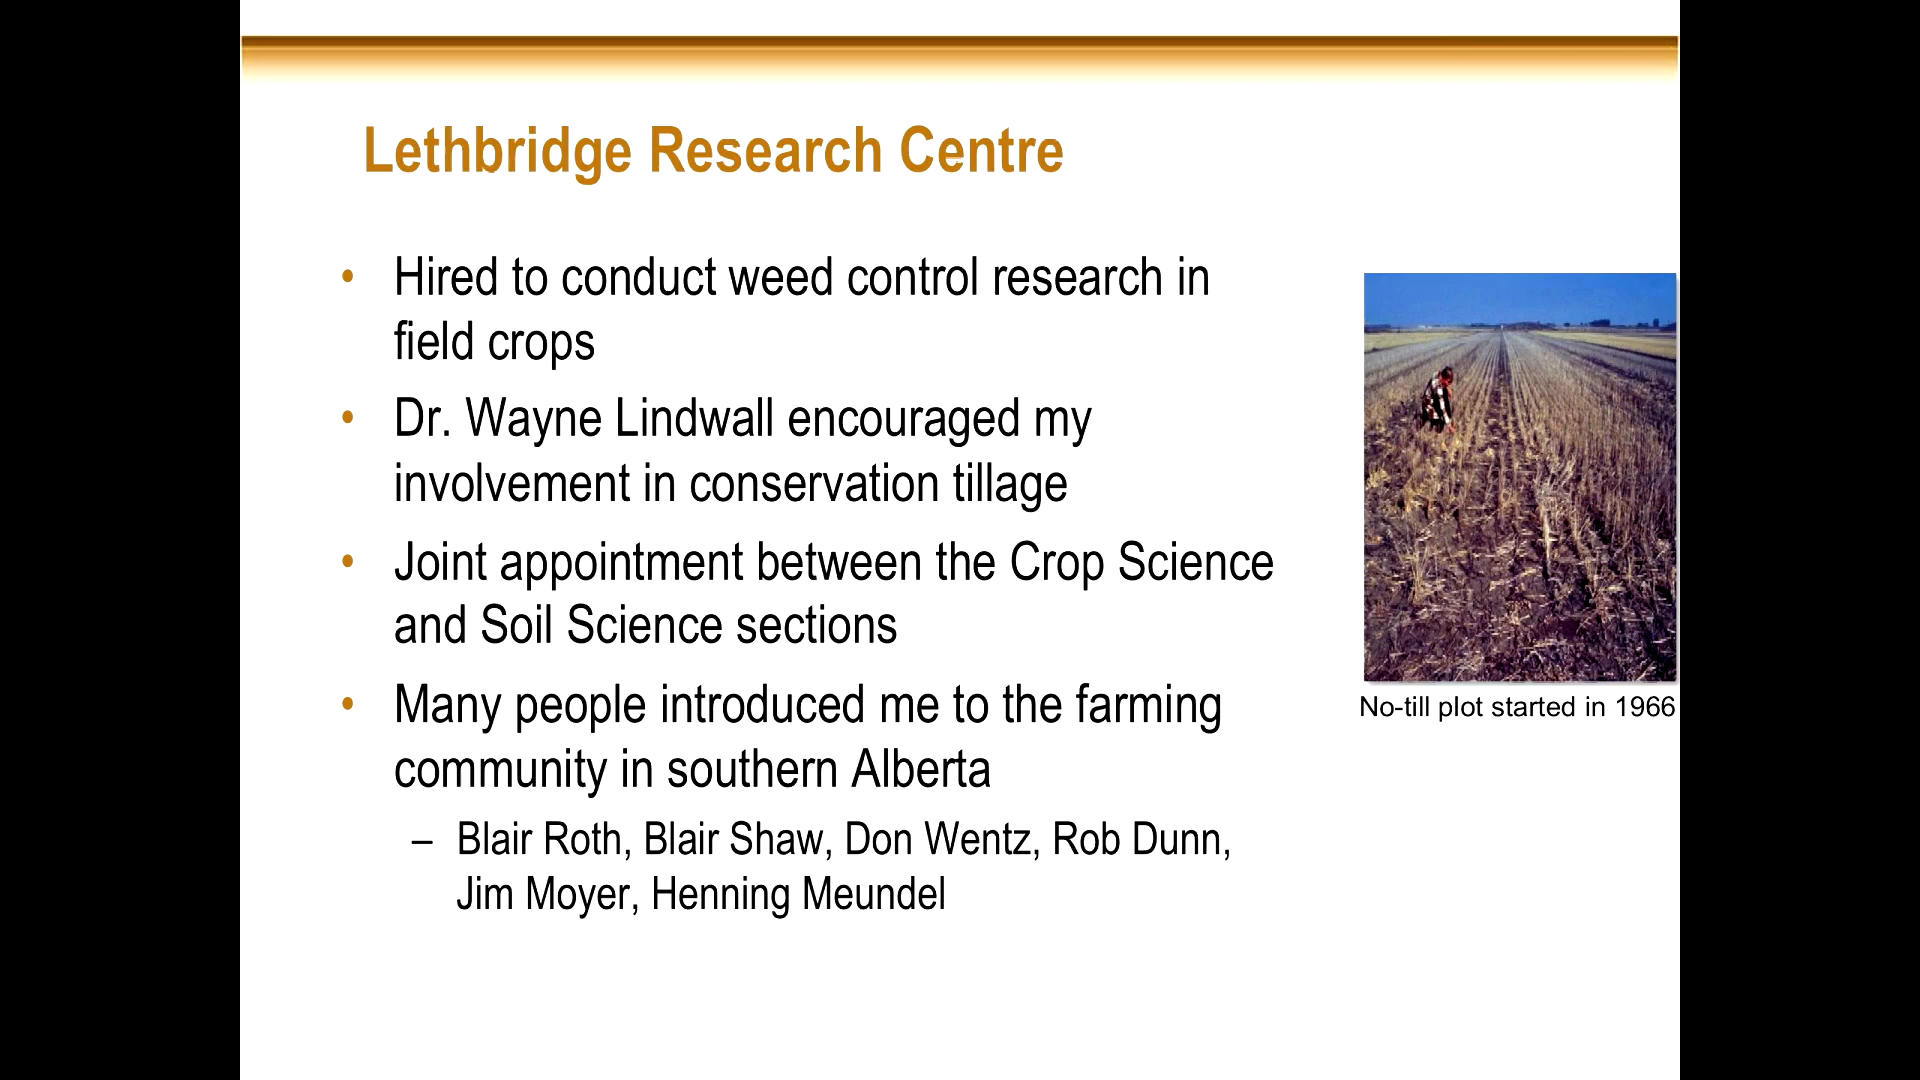 Lethbridge Research Centre
• Hired to conduct weed control research in
field crops
• Dr. Wayne Lindwall encouraged my
involvement in conservation tillage
• Joint appointment between the Crop Science
and Soil Science sections
• Many people introduced me to the farming
community in southern Alberta
– Blair Roth, Blair Shaw, Don Wentz, Rob Dunn,
Jim Moyer, Henning Meundel
No-till plot started in 1966